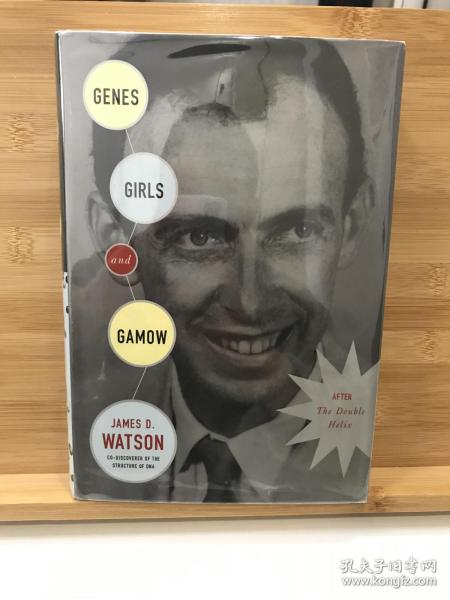 GENES
GIRLS
and
GAMOW
JAMES D.
WATSON
CO-DISCOVERER OF THE
STRUCTURE OF DNA
AFTER
The Double
Helix
孔夫子旧书网
www.kongfz.com